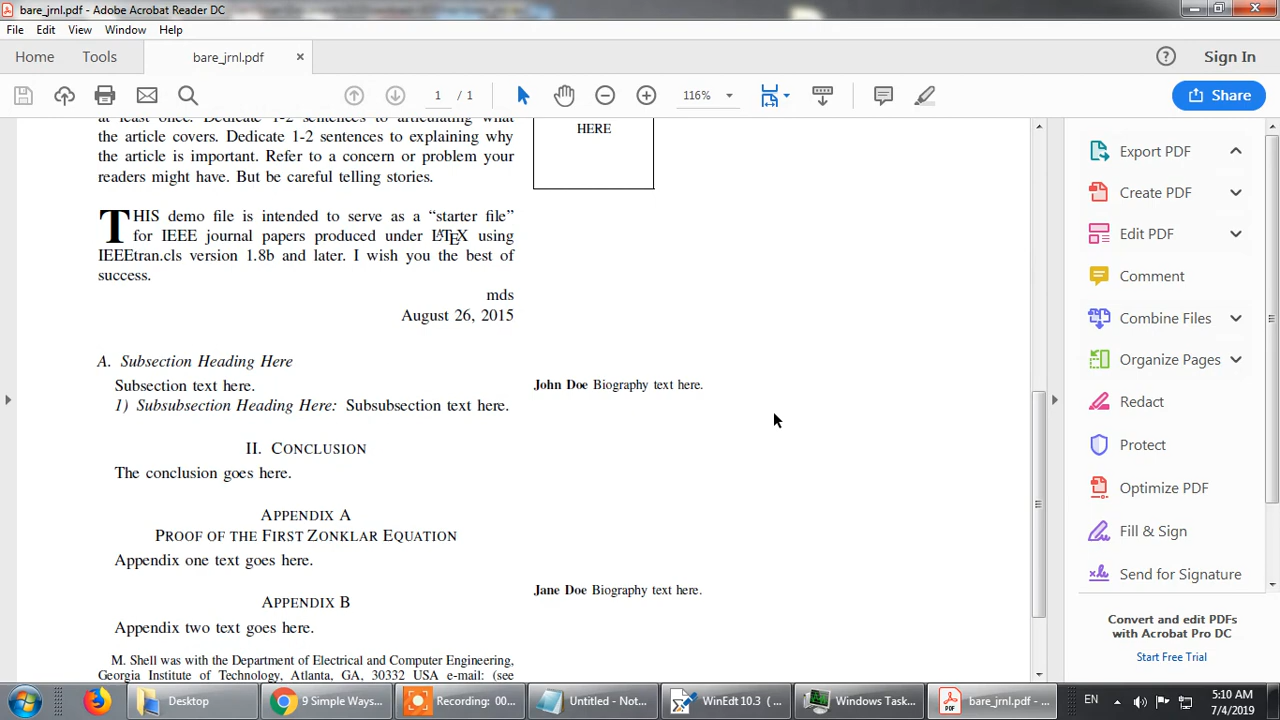 bare_jrnl.pdf - Adobe Acrobat Reader DC
File Edit View Window Help
Home Tools bare_jrnl.pdf × ? Sign In
1 / 1 116% Share
at least once. Dedicate 1-2 sentences to articulating what
the article covers. Dedicate 1-2 sentences to explaining why
the article is important. Refer to a concern or problem your
readers might have. But be careful telling stories.
THIS demo file is intended to serve as a “starter file”
for IEEE journal papers produced under LATEX using
IEEEtran.cls version 1.8b and later. I wish you the best of
success.
mds
August 26, 2015
A. Subsection Heading Here
Subsection text here.
1) Subsubsection Heading Here: Subsubsection text here.
II. CONCLUSION
The conclusion goes here.
APPENDIX A
PROOF OF THE FIRST ZONKLAR EQUATION
Appendix one text goes here.
APPENDIX B
Appendix two text goes here.
M. Shell was with the Department of Electrical and Computer Engineering,
Georgia Institute of Technology, Atlanta, GA, 30332 USA e-mail: (see
HERE
John Doe Biography text here.
Jane Doe Biography text here.
Export PDF
Create PDF
Edit PDF
Comment
Combine Files
Organize Pages
Redact
Protect
Optimize PDF
Fill & Sign
Send for Signature
Convert and edit PDFs
with Acrobat Pro DC
Start Free Trial
Desktop 9 Simple Ways... Recording: 00... Untitled - Not... WinEdt 10.3 ( ... Windows Task... bare_jrnl.pdf - ... EN 5:10 AM
7/4/2019